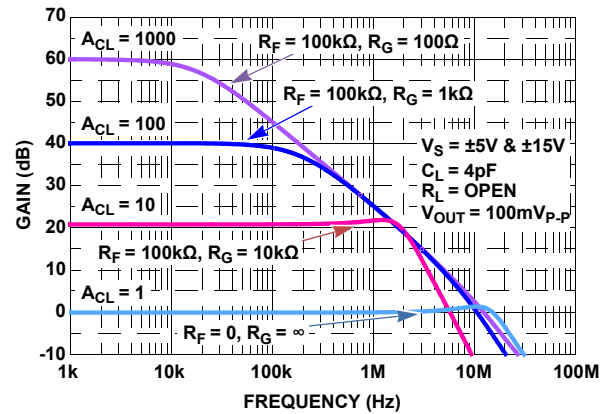 70
60
50
40
30
20
10
0
-10
GAIN (dB)
A_CL = 1000
R_F = 100kΩ, R_G = 100Ω
R_F = 100kΩ, R_G = 1kΩ
A_CL = 100
V_S = ±5V & ±15V
C_L = 4pF
R_L = OPEN
V_OUT = 100mV_P-P
A_CL = 10
R_F = 100kΩ, R_G = 10kΩ
A_CL = 1
R_F = 0, R_G = ∞
1k 10k 100k 1M 10M 100M
FREQUENCY (Hz)